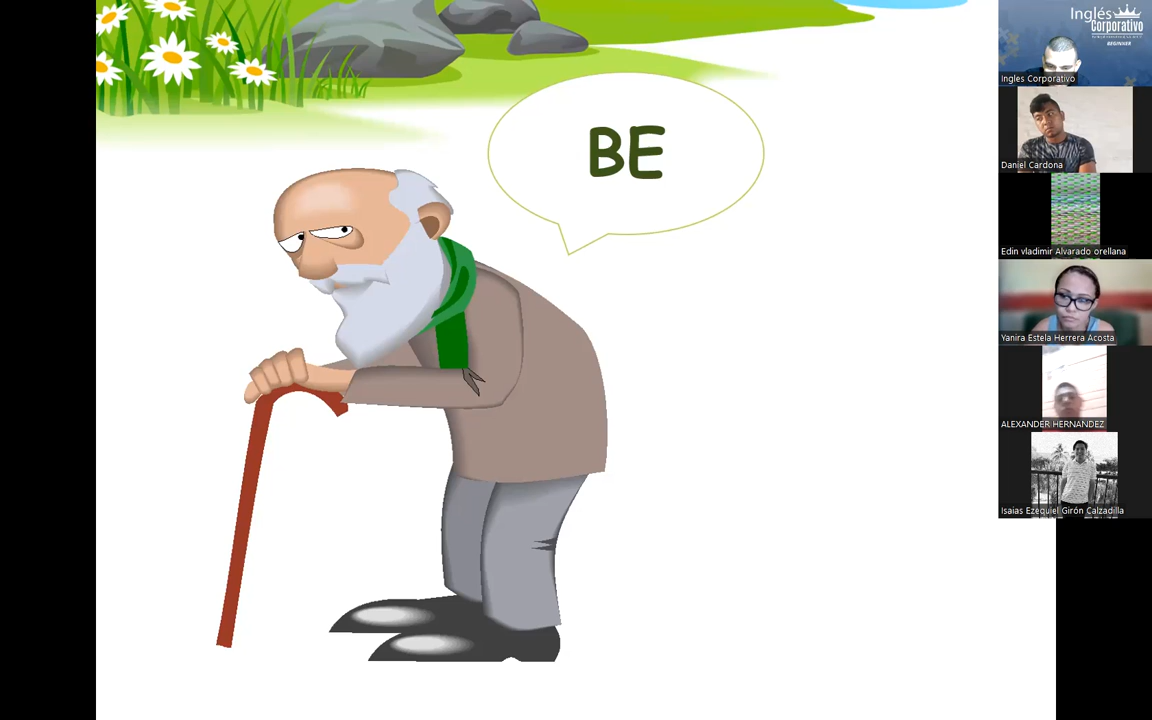 BE
Inglés
Corporativo
BEGINNER
Ingles Corporativo
Daniel Cardona
Edin vladimir Alvarado orellana
Yanira Estela Herrera Acosta
ALEXANDER HERNANDEZ
Isaias Ezequiel Girón Calzadilla